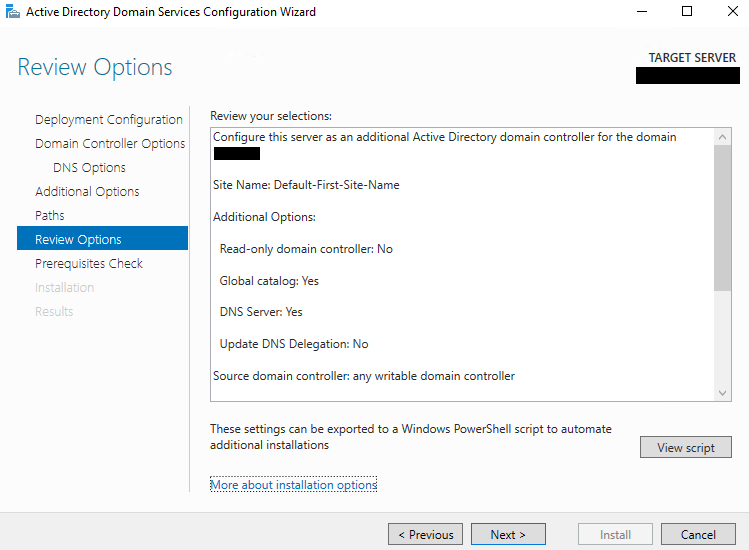 Active Directory Domain Services Configuration Wizard
Review Options
TARGET SERVER
Deployment Configuration
Domain Controller Options
DNS Options
Additional Options
Paths
Review Options
Prerequisites Check
Installation
Results
Review your selections:
Configure this server as an additional Active Directory domain controller for the domain
Site Name: Default-First-Site-Name
Additional Options:
Read-only domain controller: No
Global catalog: Yes
DNS Server: Yes
Update DNS Delegation: No
Source domain controller: any writable domain controller
These settings can be exported to a Windows PowerShell script to automate
additional installations
View script
More about installation options
< Previous
Next >
Install
Cancel